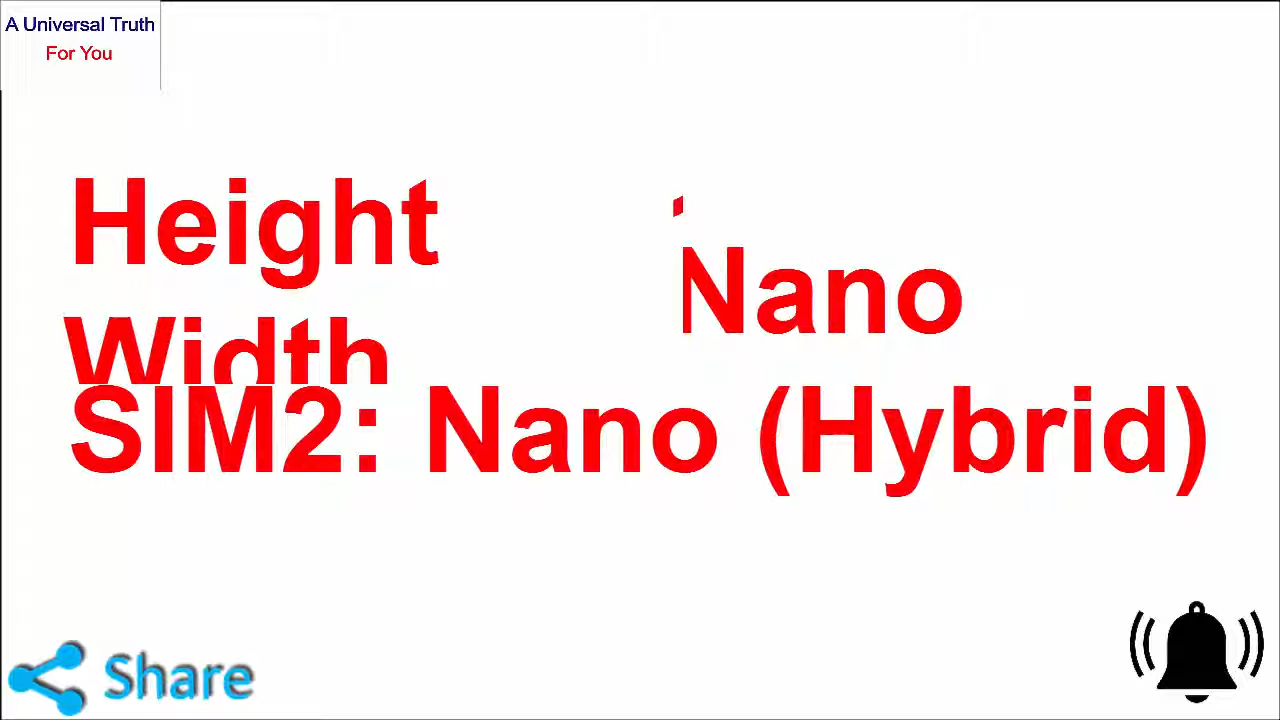 A Universal Truth
For You
Height
Nano
Width
SIM2: Nano (Hybrid)
Share